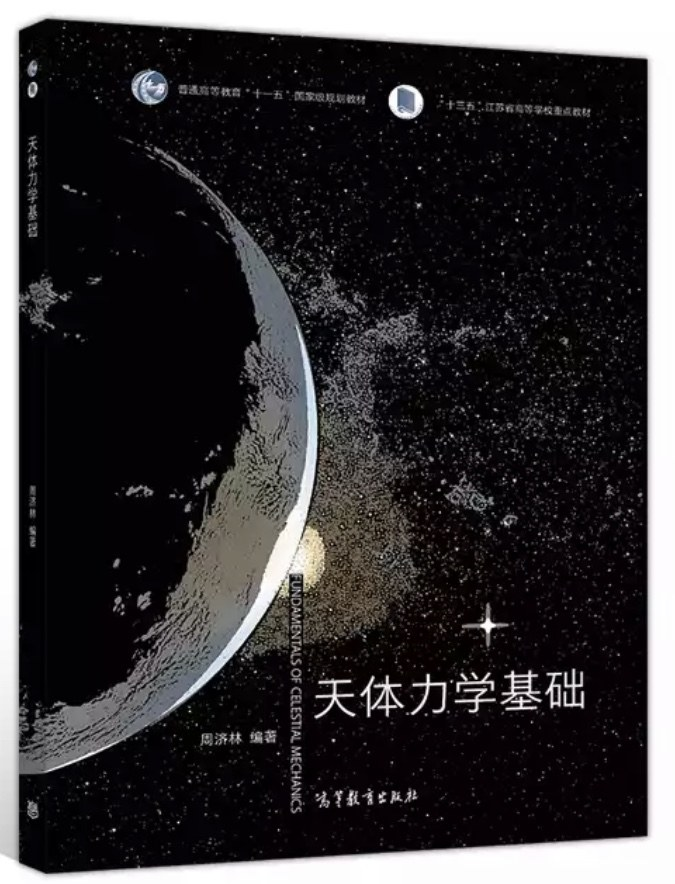 普通高等教育“十一五”国家级规划教材
“十三五”江苏省高等学校重点教材
天体力学基础
周济林 编著
FUNDAMENTALS OF CELESTIAL MECHANICS
天体力学基础
周济林 编著
高等教育出版社